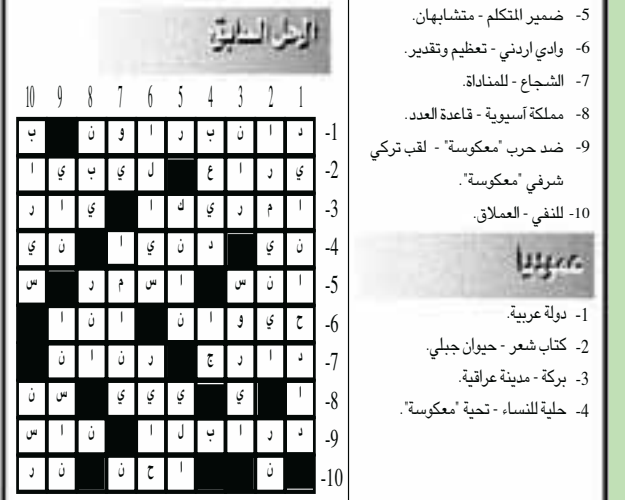 5- ضمير المتكلم - متشابهان.
6- وادي اردني - تعظيم وتقدير.
7- الشجاع - للمناداة.
8- مملكة آسيوية - قاعدة العدد.
9- ضد حرب "معكوسة" - لقب تركي
شرفي "معكوسة".
10- للنفي - العملاق.
عموديا
1- دولة عربية.
2- كتاب شعر - حيوان جبلي.
3- بركة - مدينة عراقية.
4- حلية للنساء - تحية "معكوسة".
الحل السابق
1 2 3 4 5 6 7 8 9 10
1- د ا ن ب ر ا و ن ب
2- ي ر ا ع ل ي ب ي ا
3- ا م ر ي ك ا ي ا ر
4- ن ي د ن ي ا ن ي
5- ا ن س ا س م ر س
6- ح ي و ا ن ا ن ا
7- د ا ر ج ر ن ا ن
8- ا ي ي ي ي س ن
9- د ر ا ب ل ا ن ا س
10- ن ا ح ن ن ر